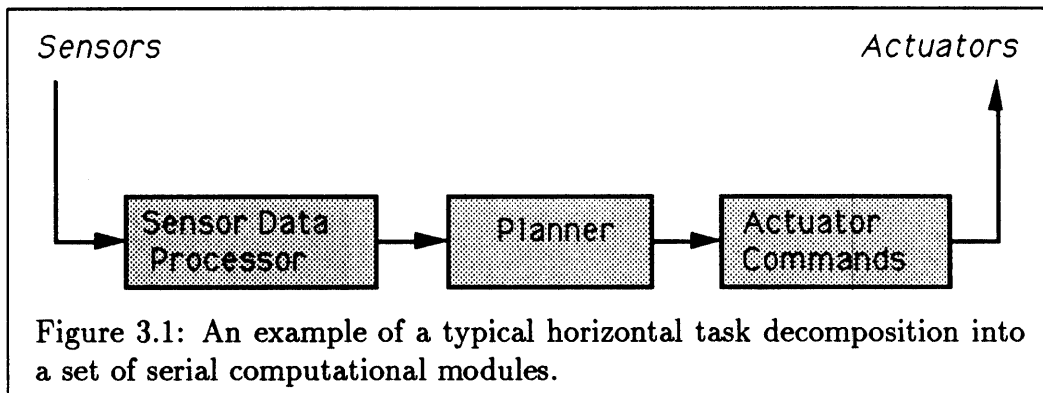 Sensors
Actuators
Sensor Data
Processor
Planner
Actuator
Commands
Figure 3.1: An example of a typical horizontal task decomposition into
a set of serial computational modules.